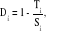 D_i = 1 - T_i / S_i,